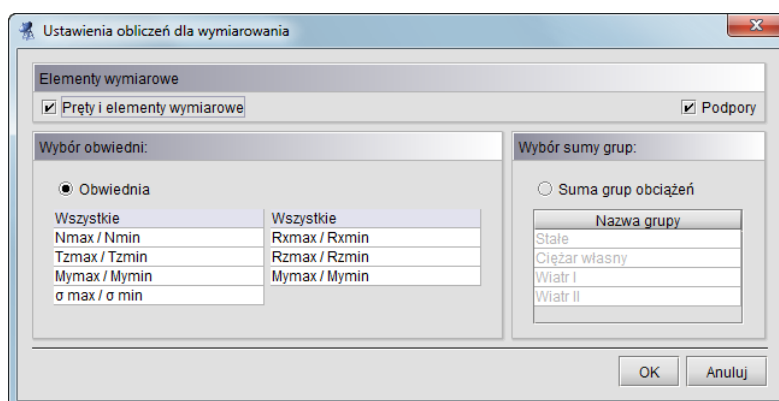 Ustawienia obliczeń dla wymiarowania
Elementy wymiarowe
Pręty i elementy wymiarowe
Podpory
Wybór obwiedni:
Obwiednia
Wszystkie
Nmax / Nmin
Tzmax / Tzmin
Mymax / Mymin
σ max / σ min
Wszystkie
Rxmax / Rxmin
Rzmax / Rzmin
Mymax / Mymin
Wybór sumy grup:
Suma grup obciążeń
Nazwa grupy
Stałe
Ciężar własny
Wiatr I
Wiatr II
OK
Anuluj